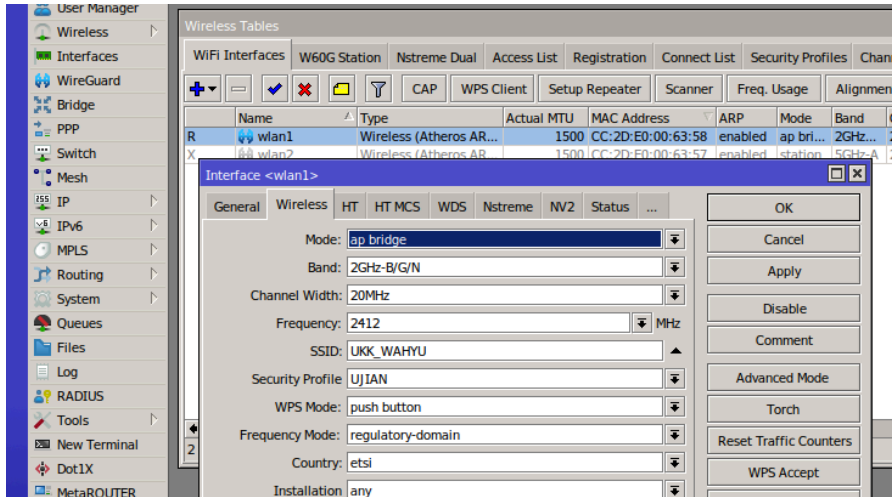 User Manager
Wireless
Interfaces
WireGuard
Bridge
PPP
Switch
Mesh
IP
IPv6
MPLS
Routing
System
Queues
Files
Log
RADIUS
Tools
New Terminal
Dot1X
MetaROUTER
Wireless Tables
WiFi Interfaces W60G Station Nstreme Dual Access List Registration Connect List Security Profiles
CAP WPS Client Setup Repeater Scanner Freq. Usage
Name Type Actual MTU MAC Address ARP Mode Band
R wlan1 Wireless (Atheros AR... 1500 CC:2D:E0:00:63:58 enabled ap bri... 2GHz...
X wlan2 Wireless (Atheros AR... 1500 CC:2D:E0:00:63:57 enabled station 5GHz-A
Interface <wlan1>
General Wireless HT HT MCS WDS Nstreme NV2 Status ...
Mode: ap bridge
Band: 2GHz-B/G/N
Channel Width: 20MHz
Frequency: 2412 MHz
SSID: UKK_WAHYU
Security Profile UJIAN
WPS Mode: push button
Frequency Mode: regulatory-domain
Country: etsi
Installation any
OK
Cancel
Apply
Disable
Comment
Advanced Mode
Torch
Reset Traffic Counters
WPS Accept
2